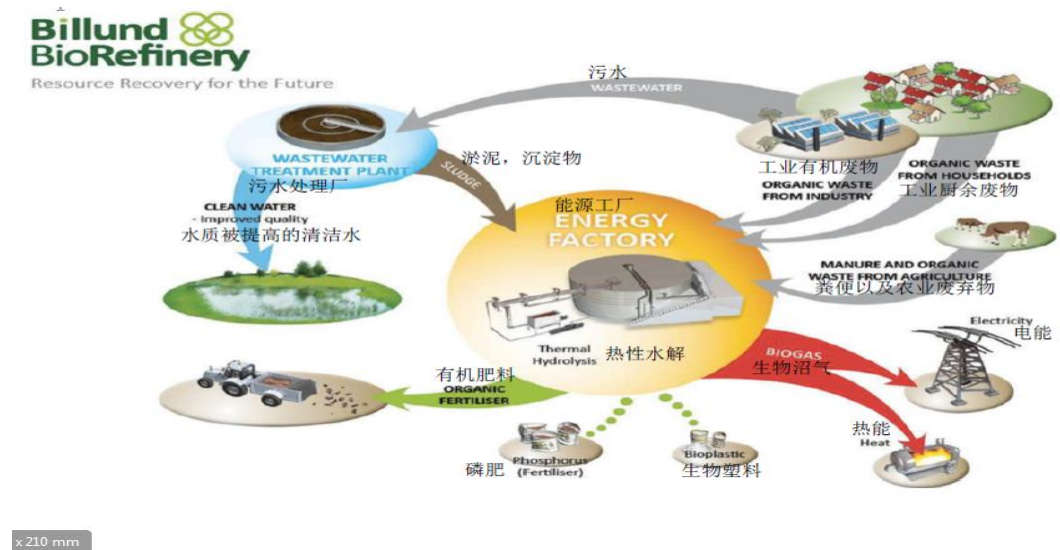 Billund
BioRefinery
Resource Recovery for the Future
污水
WASTEWATER
WASTEWATER
TREATMENT PLANT
污水处理厂
淤泥，沉淀物
SLUDGE
工业有机废物
ORGANIC WASTE
FROM INDUSTRY
ORGANIC WASTE
FROM HOUSEHOLDS
工业厨余废物
CLEAN WATER
- Improved quality
水质被提高的清洁水
能源工厂
ENERGY
FACTORY
MANURE AND ORGANIC
WASTE FROM AGRICULTURE
粪便以及农业废弃物
Thermal
Hydrolysis
热性水解
Electricity
电能
BIOGAS
生物沼气
有机肥料
ORGANIC
FERTILISER
热能
Heat
磷肥
Phosphorus
(Fertiliser)
Bioplastic
生物塑料
x 210 mm